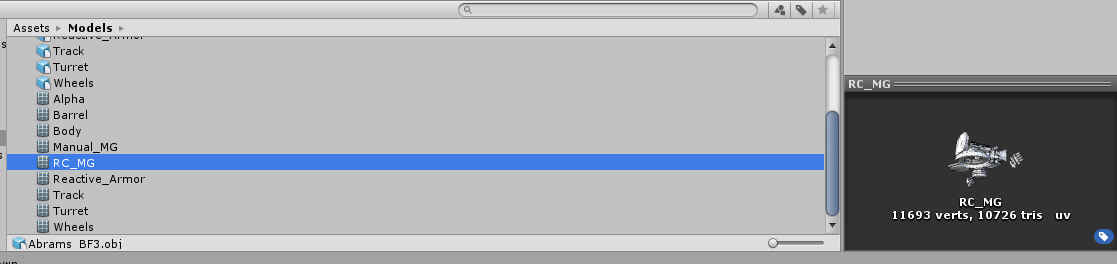 Assets ▸ Models ▸
Reactive_Armor
Track
Turret
Wheels
Alpha
Barrel
Body
Manual_MG
RC_MG
Reactive_Armor
Track
Turret
Wheels
Abrams_BF3.obj
RC_MG
RC_MG
11693 verts, 10726 tris uv